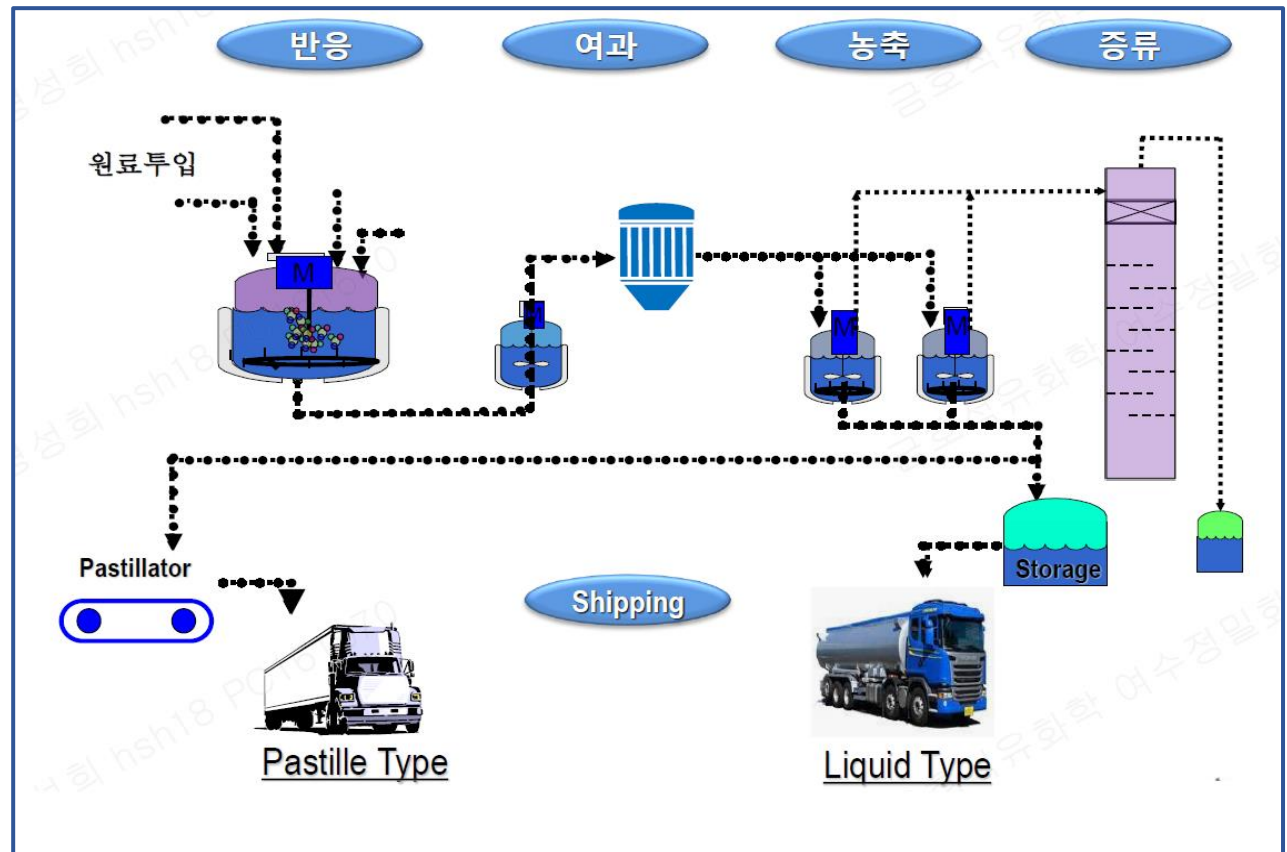 반응
여과
농축
증류
원료투입
M
M
M
M
Pastillator
Storage
Shipping
Pastille Type
Liquid Type